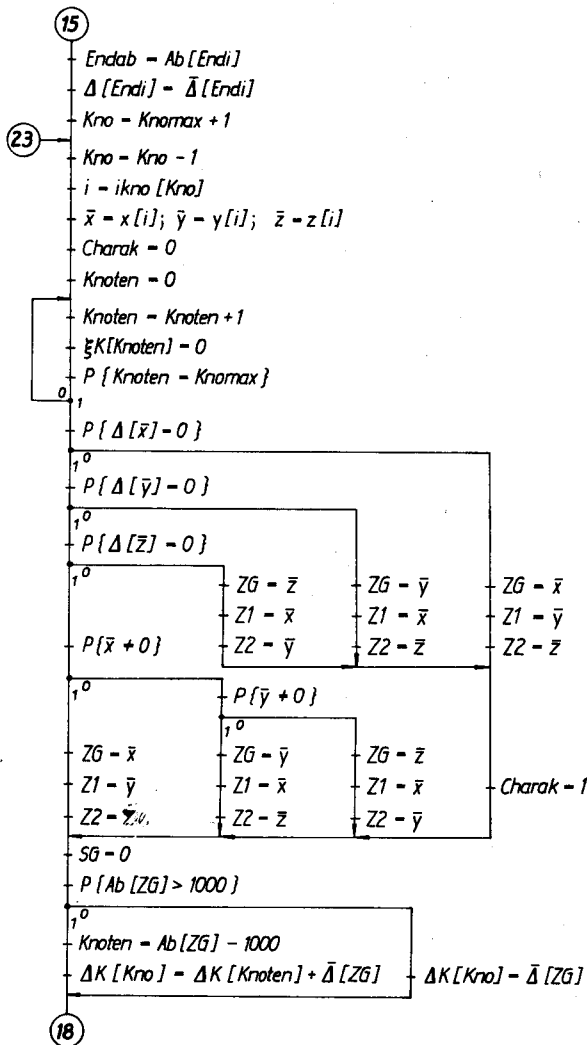 15
Endab = Ab [Endi]
Δ [Endi] = Δ̄ [Endi]
Kno = Knomax + 1
23
Kno = Kno - 1
i = ikno [Kno]
x̄ = x [i]; ȳ = y [i]; z̄ = z [i]
Charak = 0
Knoten = 0
Knoten = Knoten + 1
ξK[Knoten] = 0
P { Knoten = Knomax }
0 1
P { Δ [x̄] = 0 }
1 0
P { Δ [ȳ] = 0 }
1 0
P { Δ [z̄] = 0 }
1 0
ZG = z̄ ZG = ȳ ZG = x̄
Z1 = x̄ Z1 = x̄ Z1 = ȳ
P{x̄ + 0} Z2 = ȳ Z2 = z̄ Z2 = z̄
1 0
P{ȳ + 0}
1 0
ZG = x̄ ZG = ȳ ZG = z̄
Z1 = ȳ Z1 = x̄ Z1 = x̄ Charak = 1
Z2 = Z2 = z̄ Z2 = ȳ
SG = 0
P { Ab [ZG] > 1000 }
1 0
Knoten = Ab [ZG] - 1000
ΔK [Kno] = ΔK [Knoten] + Δ̄ [ZG] ΔK [Kno] = Δ̄ [ZG]
18